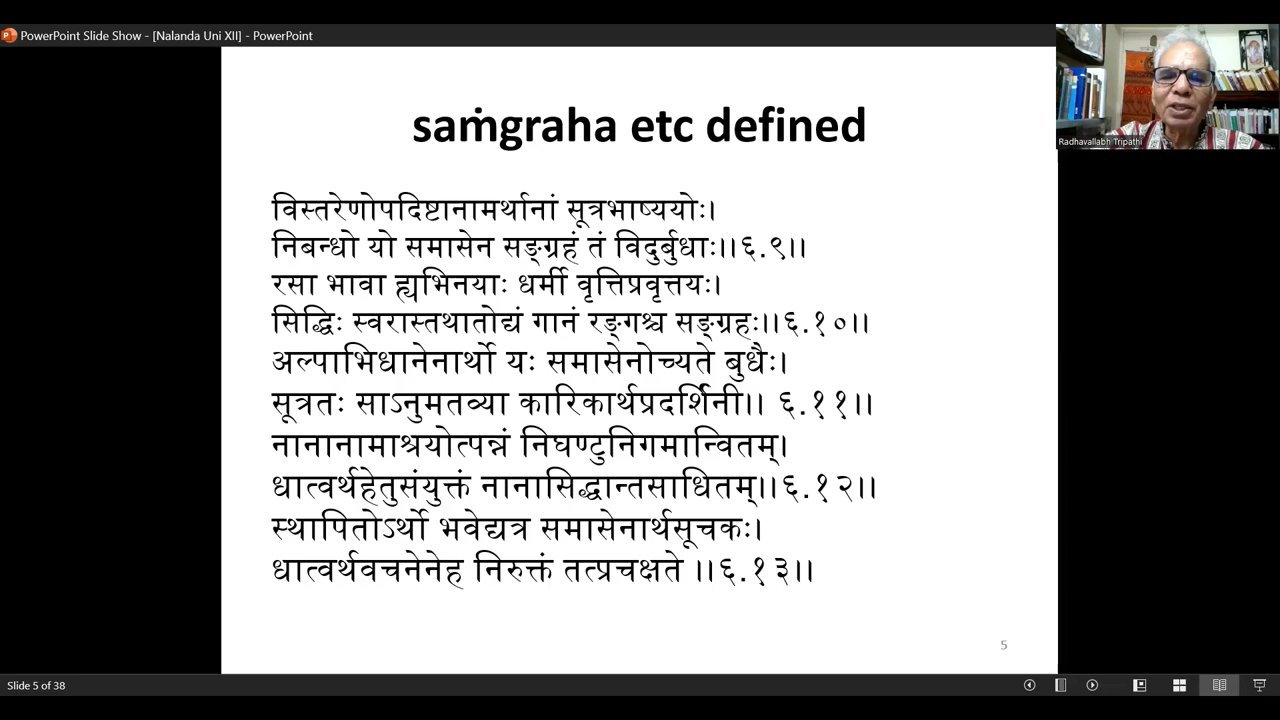 PowerPoint Slide Show - [Nalanda Uni XII] - PowerPoint
Radhavallabh Tripathi
saṁgraha etc defined
विस्तरेणोपदिष्टानामर्थानां सूत्रभाष्ययोः।
निबन्धो यो समासेन सङ्ग्रहं तं विदुर्बुधाः।।६.९।।
रसा भावा ह्यभिनयाः धर्मी वृत्तिप्रवृत्तयः।
सिद्धिः स्वरास्तथातोद्यं गानं रङ्गश्च सङ्ग्रहः।।६.१०।।
अल्पाभिधानेनार्थो यः समासेनोच्यते बुधैः।
सूत्रतः साऽनुमतव्या कारिकार्थप्रदर्शिनी।। ६.११।।
नानानामाश्रयोत्पन्नं निघण्टुनिगमान्वितम्।
धात्वर्थहेतुसंयुक्तं नानासिद्धान्तसाधितम्।।६.१२।।
स्थापितोऽर्थो भवेद्यत्र समासेनार्थसूचकः।
धात्वर्थवचनेनेह निरुक्तं तत्प्रचक्षते ।।६.१३।।
5
Slide 5 of 38